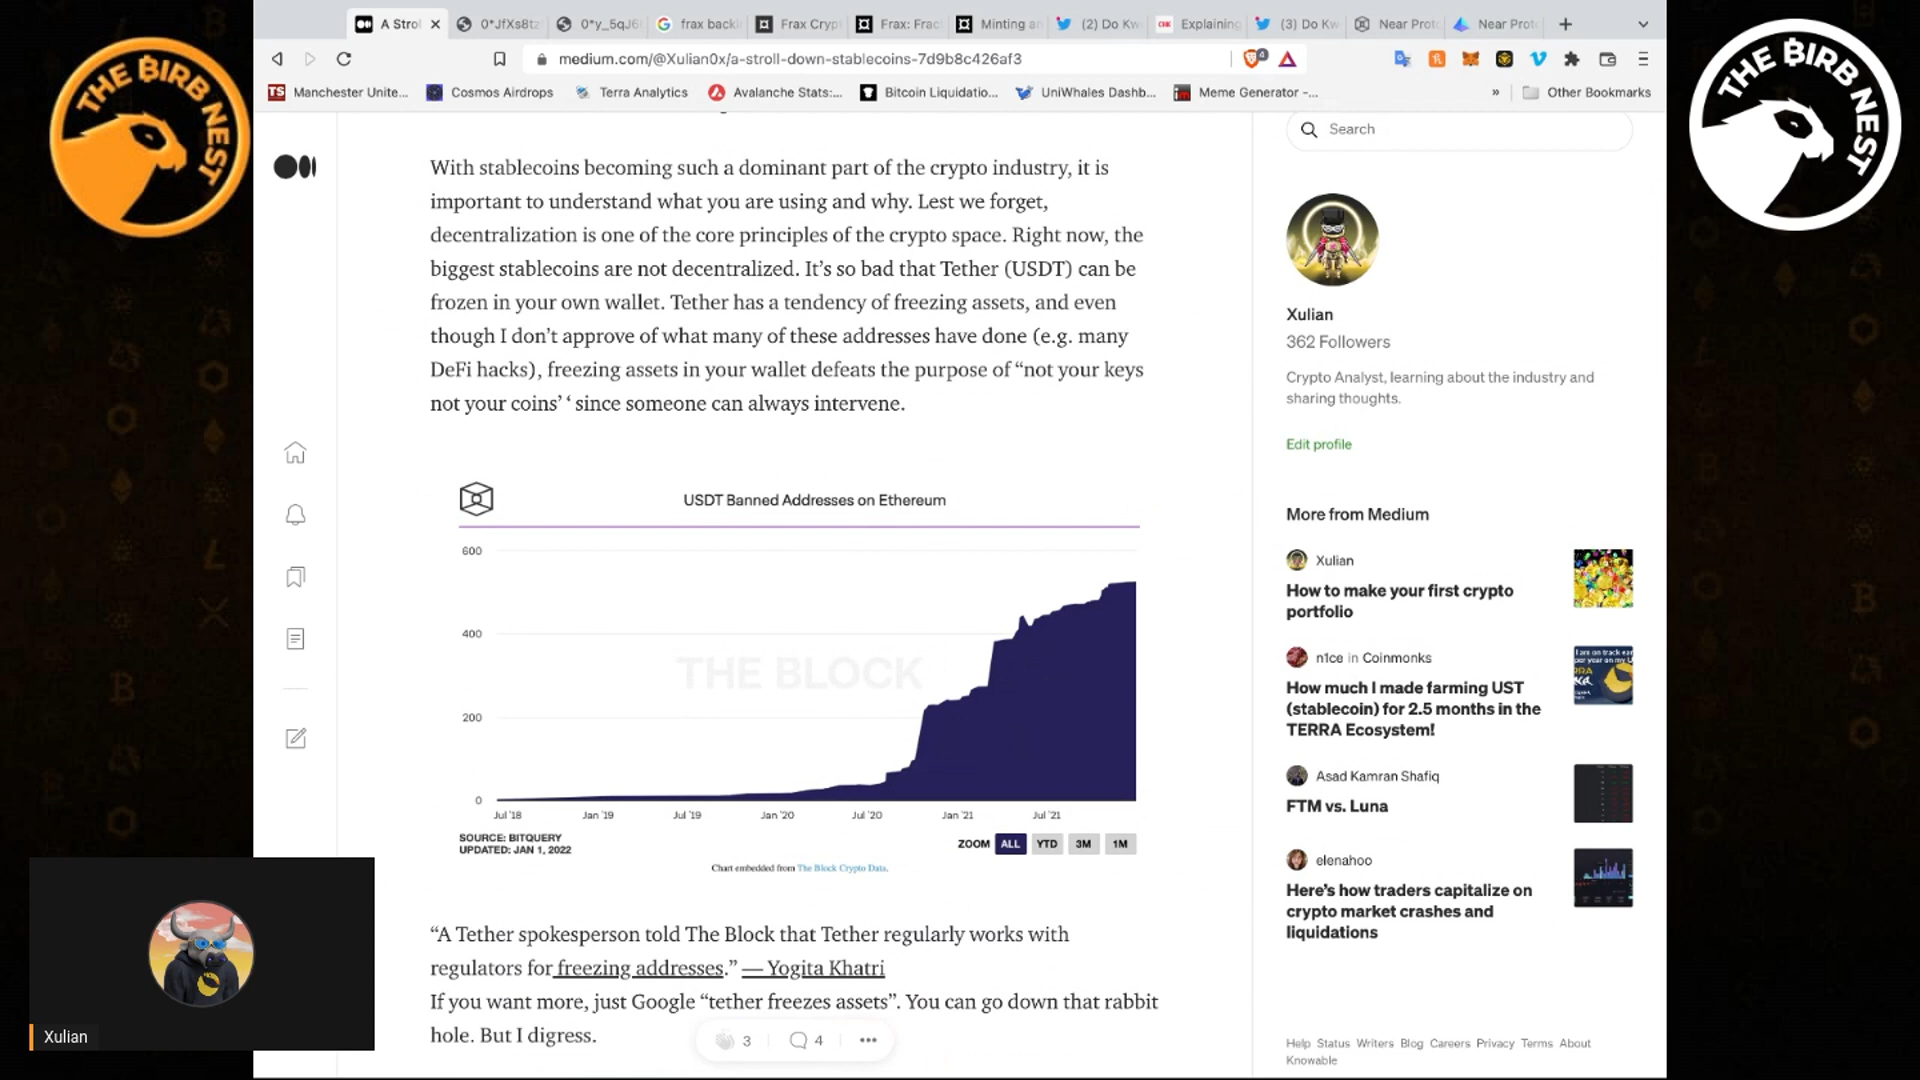 THE BIRB NEST
A Strol
0*JfXs8tz
0*y_5qJ6
frax back
Frax Cryp
Frax: Frac
Minting an
(2) Do Kw
Explaining
(3) Do Kw
Near Prot
Near Proto
medium.com/@Xulian0x/a-stroll-down-stablecoins-7d9b8c426af3
4
Manchester Unite...
Cosmos Airdrops
Terra Analytics
Avalanche Stats:...
Bitcoin Liquidatio...
UniWhales Dashb...
Meme Generator -...
»
Other Bookmarks
THE BIRB NEST
Search
With stablecoins becoming such a dominant part of the crypto industry, it is
important to understand what you are using and why. Lest we forget,
decentralization is one of the core principles of the crypto space. Right now, the
biggest stablecoins are not decentralized. It’s so bad that Tether (USDT) can be
frozen in your own wallet. Tether has a tendency of freezing assets, and even
though I don’t approve of what many of these addresses have done (e.g. many
DeFi hacks), freezing assets in your wallet defeats the purpose of “not your keys
not your coins’ ‘ since someone can always intervene.
USDT Banned Addresses on Ethereum
600
400
200
0
THE BLOCK
Jul '18
Jan '19
Jul '19
Jan '20
Jul '20
Jan '21
Jul '21
SOURCE: BITQUERY
UPDATED: JAN 1, 2022
ZOOM ALL YTD 3M 1M
Chart embedded from The Block Crypto Data.
“A Tether spokesperson told The Block that Tether regularly works with
regulators for freezing addresses.” — Yogita Khatri
If you want more, just Google “tether freezes assets”. You can go down that rabbit
hole. But I digress.
3
4
Xulian
362 Followers
Crypto Analyst, learning about the industry and
sharing thoughts.
Edit profile
More from Medium
Xulian
How to make your first crypto
portfolio
n1ce in Coinmonks
How much I made farming UST
(stablecoin) for 2.5 months in the
TERRA Ecosystem!
Asad Kamran Shafiq
FTM vs. Luna
elenahoo
Here’s how traders capitalize on
crypto market crashes and
liquidations
Help Status Writers Blog Careers Privacy Terms About
Knowable
Xulian